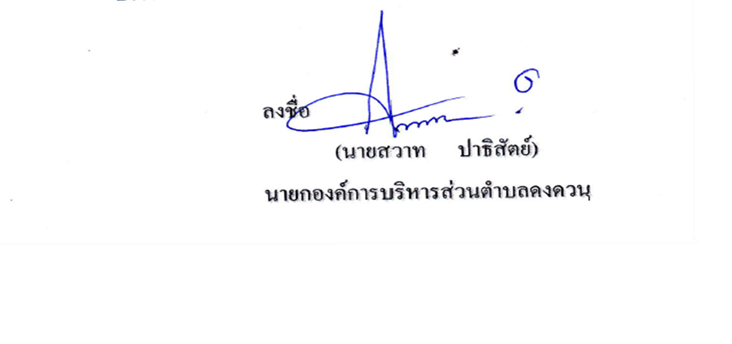 ลงชื่อ
(นายสวาท ปาธิสัตย์)
นายกองค์การบริหารส่วนตำบลดงดวน